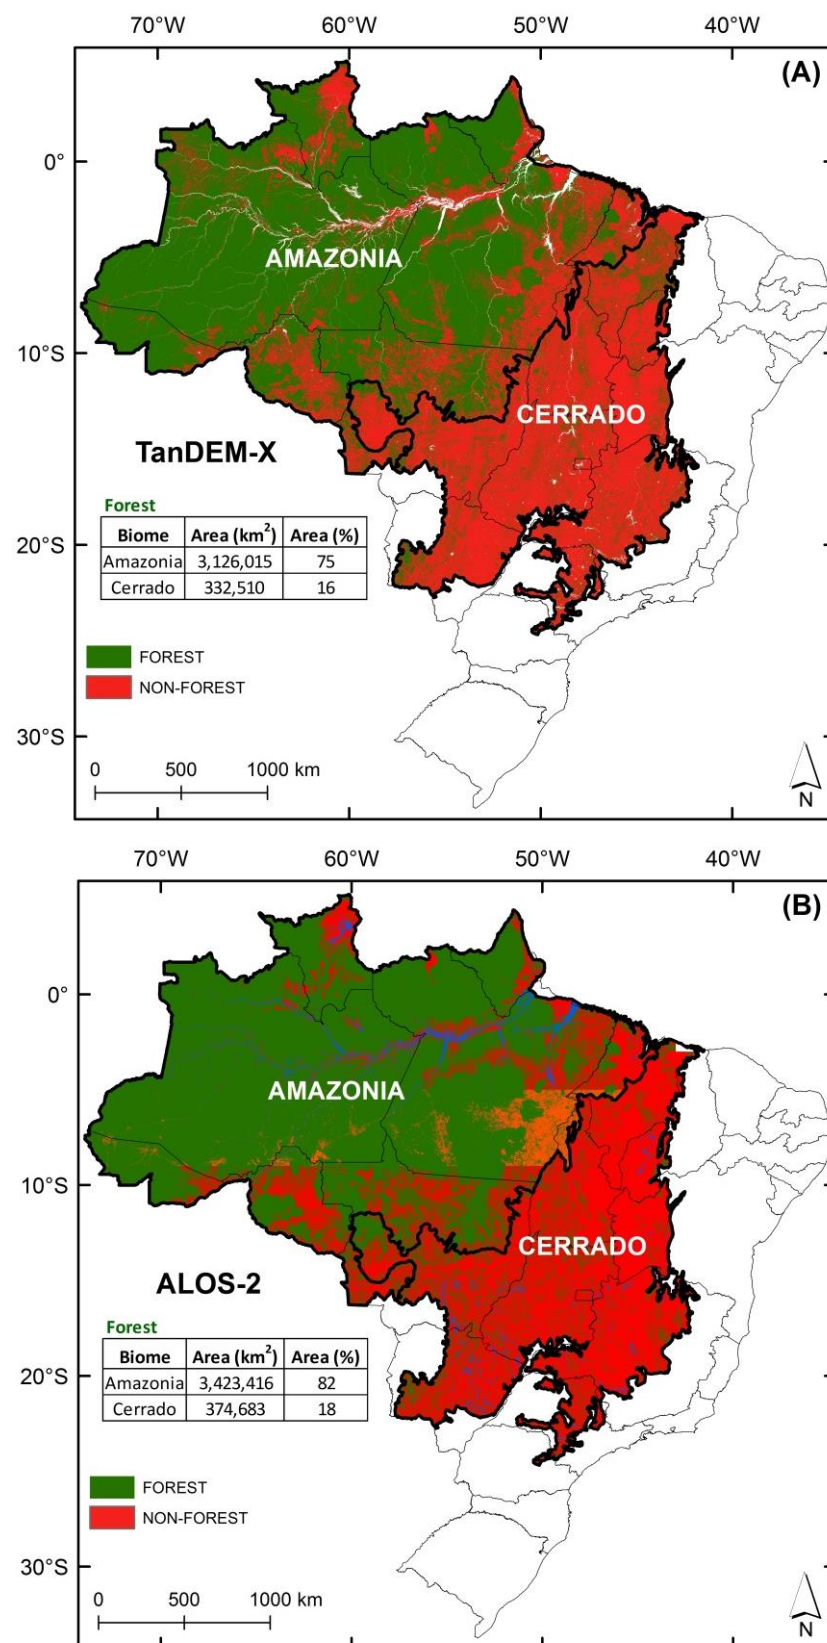 70°W 60°W 50°W 40°W
(A)
0°
AMAZONIA
10°S
CERRADO
TanDEM-X
Forest
Biome Area (km²) Area (%)
Amazonia 3,126,015 75
Cerrado 332,510 16
20°S
FOREST
NON-FOREST
30°S
0 500 1000 km
N
70°W 60°W 50°W 40°W
(B)
0°
AMAZONIA
10°S
CERRADO
ALOS-2
Forest
Biome Area (km²) Area (%)
Amazonia 3,423,416 82
Cerrado 374,683 18
20°S
FOREST
NON-FOREST
30°S
0 500 1000 km
N